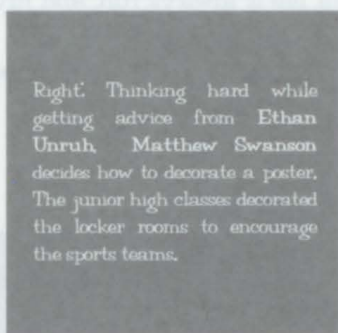 Right: Thinking hard while
getting advice from Ethan
Unruh, Matthew Swanson
decides how to decorate a poster.
The junior high classes decorated
the locker rooms to encourage
the sports teams.